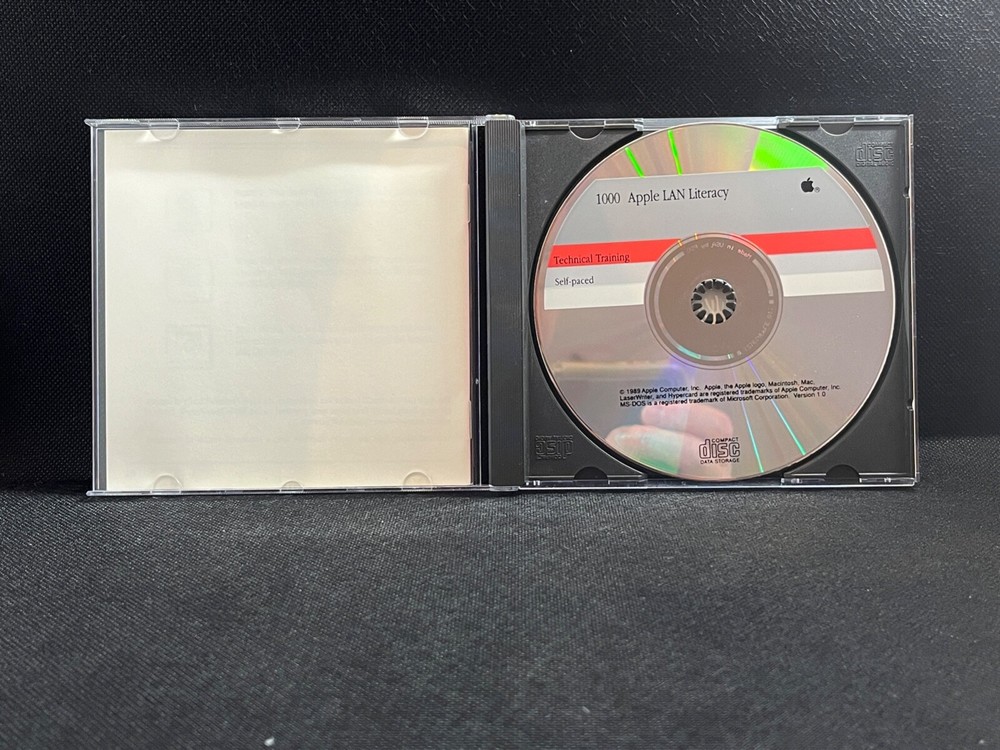 1000 Apple LAN Literacy
Technical Training
Self-paced
© 1989 Apple Computer, Inc. Apple, the Apple logo, Macintosh, Mac,
LaserWriter, and Hypercard are registered trademarks of Apple Computer, Inc.
MS-DOS is a registered trademark of Microsoft Corporation. Version 1.0
COMPACT
disc
DATA STORAGE
disc
disc